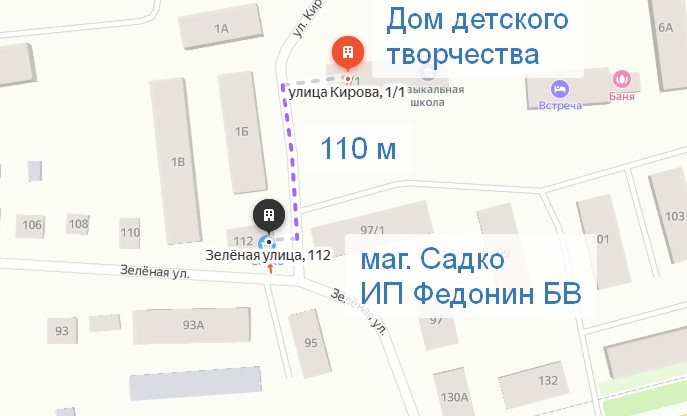 1А
ул. Кир
Дом детского
творчества
6А
1/1
улица Кирова, 1/1
зыкальная
школа
Встреча
Баня
1Б
1В
110 м
106
108
110
112
97/1
103
01
99
Зелёная улица, 112
маг. Садко
ИП Федонин БВ
Зелёная ул.
Зелёная ул.
93
93А
95
97
130А
132